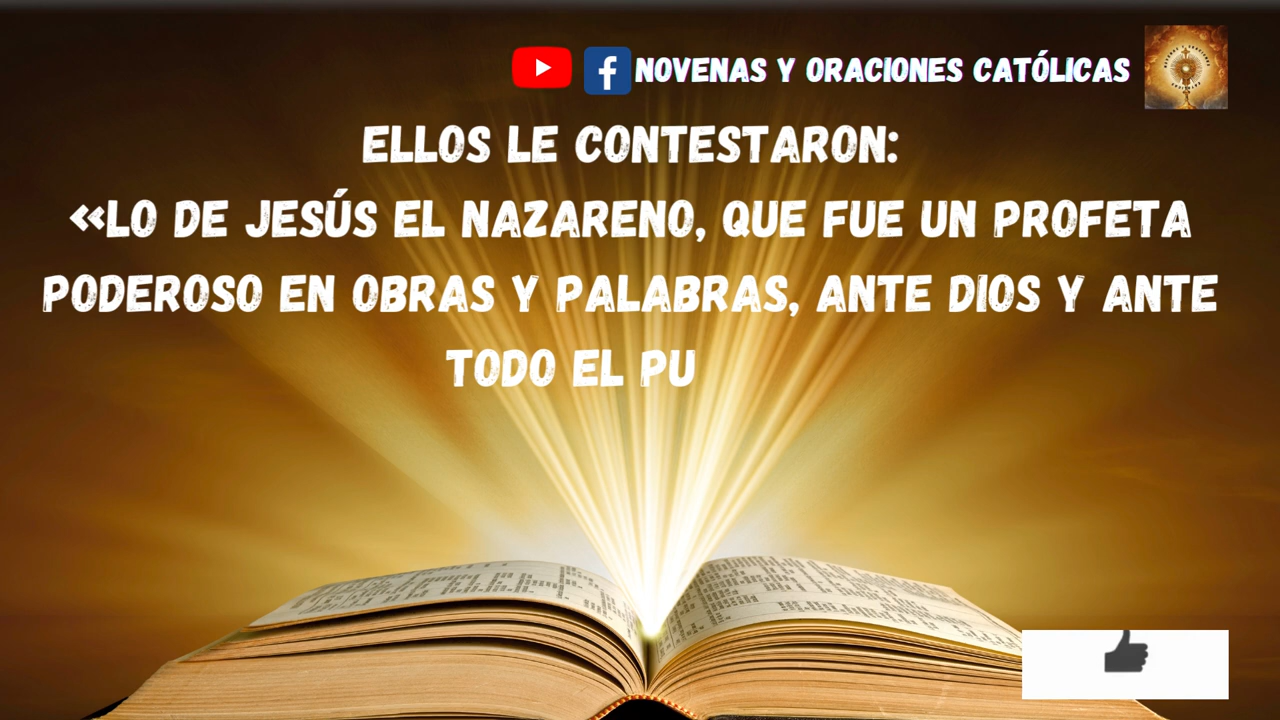 NOVENAS Y ORACIONES CATÓLICAS
ELLOS LE CONTESTARON:
«LO DE JESÚS EL NAZARENO, QUE FUE UN PROFETA
PODEROSO EN OBRAS Y PALABRAS, ANTE DIOS Y ANTE
TODO EL PU